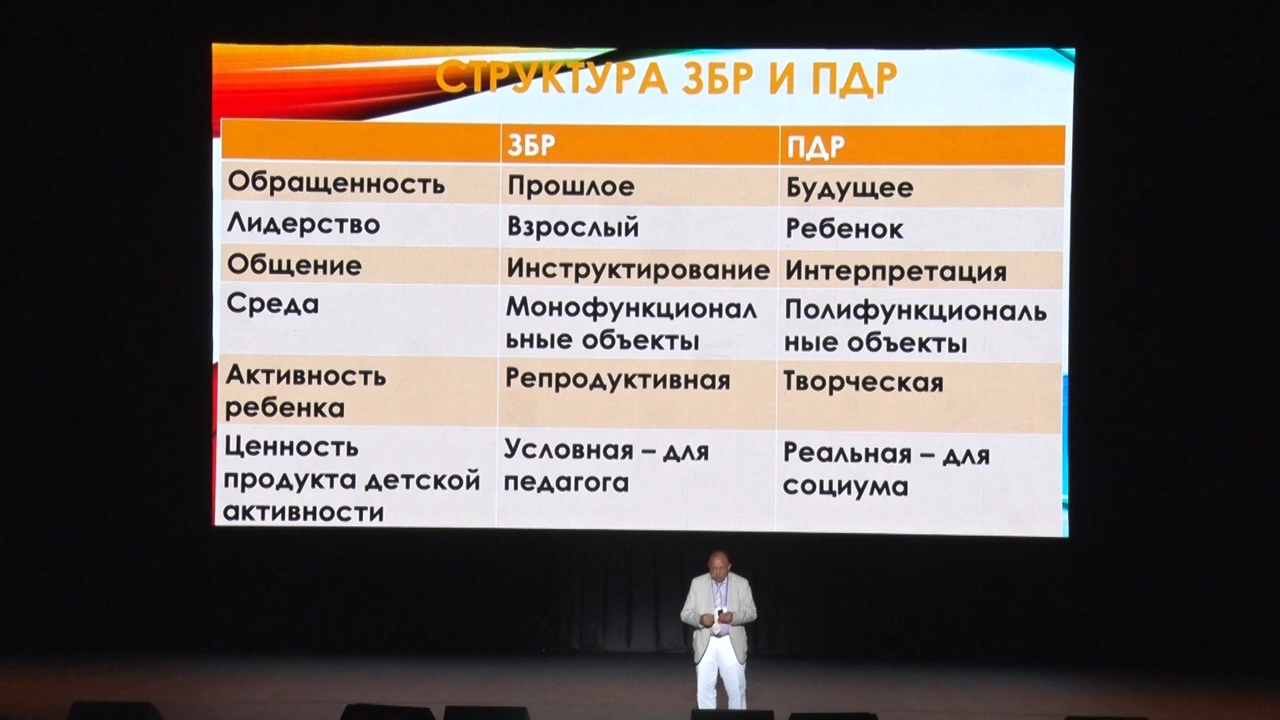 СТРУКТУРА ЗБР И ПДР
ЗБР ПДР
Обращенность Прошлое Будущее
Лидерство Взрослый Ребенок
Общение Инструктирование Интерпретация
Среда Монофункционал Полифункциональ
ьные объекты ные объекты
Активность Репродуктивная Творческая
ребенка
Ценность Условная – для Реальная – для
продукта детской педагога социума
активности